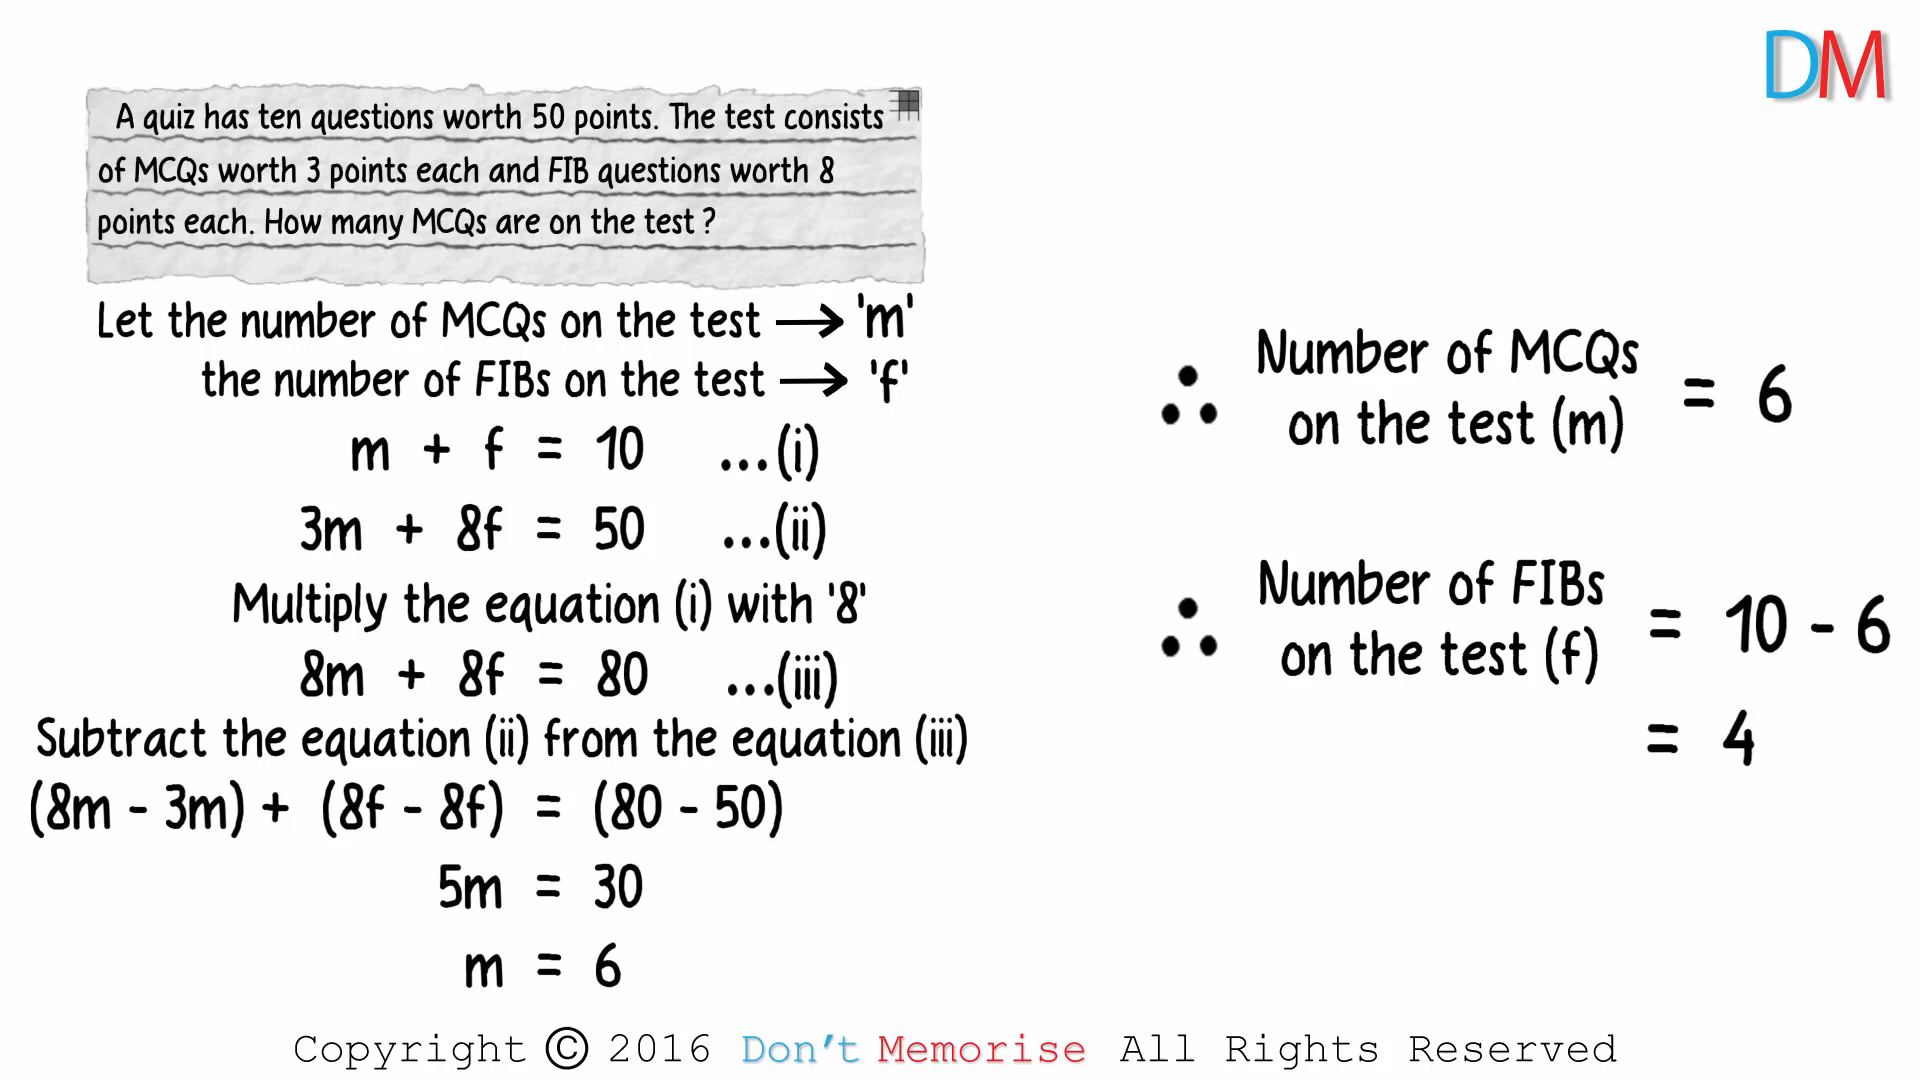 DM
A quiz has ten questions worth 50 points. The test consists
of MCQs worth 3 points each and FIB questions worth 8
points each. How many MCQs are on the test ?
Let the number of MCQs on the test → 'm'
the number of FIBs on the test → 'f'
m + f = 10 ...(i)
3m + 8f = 50 ...(ii)
Multiply the equation (i) with '8'
8m + 8f = 80 ...(iii)
Subtract the equation (ii) from the equation (iii)
(8m - 3m) + (8f - 8f) = (80 - 50)
5m = 30
m = 6
∴ Number of MCQs
on the test (m) = 6
∴ Number of FIBs
on the test (f) = 10 - 6
= 4
Copyright © 2016 Don't Memorise All Rights Reserved